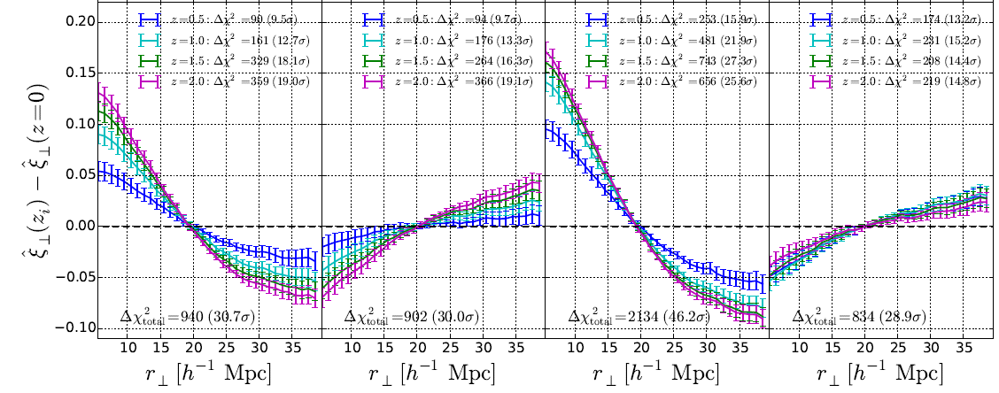 0.20
0.15
0.10
0.05
0.00
−0.05
−0.10
ξ̂⊥(zᵢ) − ξ̂⊥(z=0)
z=0.5: Δχ² =90 (9.5σ)
z=1.0: Δχ² =161 (12.7σ)
z=1.5: Δχ² =329 (18.1σ)
z=2.0: Δχ² =359 (19.0σ)
Δχ²total=940 (30.7σ)
z=0.5: Δχ² =94 (9.7σ)
z=1.0: Δχ² =176 (13.3σ)
z=1.5: Δχ² =264 (16.3σ)
z=2.0: Δχ² =366 (19.1σ)
Δχ²total=902 (30.0σ)
z=0.5: Δχ² =253 (15.9σ)
z=1.0: Δχ² =481 (21.9σ)
z=1.5: Δχ² =743 (27.3σ)
z=2.0: Δχ² =656 (25.6σ)
Δχ²total=2134 (46.2σ)
z=0.5: Δχ² =174 (13.2σ)
z=1.0: Δχ² =231 (15.2σ)
z=1.5: Δχ² =208 (14.4σ)
z=2.0: Δχ² =219 (14.8σ)
Δχ²total=834 (28.9σ)
10 15 20 25 30 35
10 15 20 25 30 35
10 15 20 25 30 35
10 15 20 25 30 35
r⊥ [h⁻¹ Mpc]
r⊥ [h⁻¹ Mpc]
r⊥ [h⁻¹ Mpc]
r⊥ [h⁻¹ Mpc]